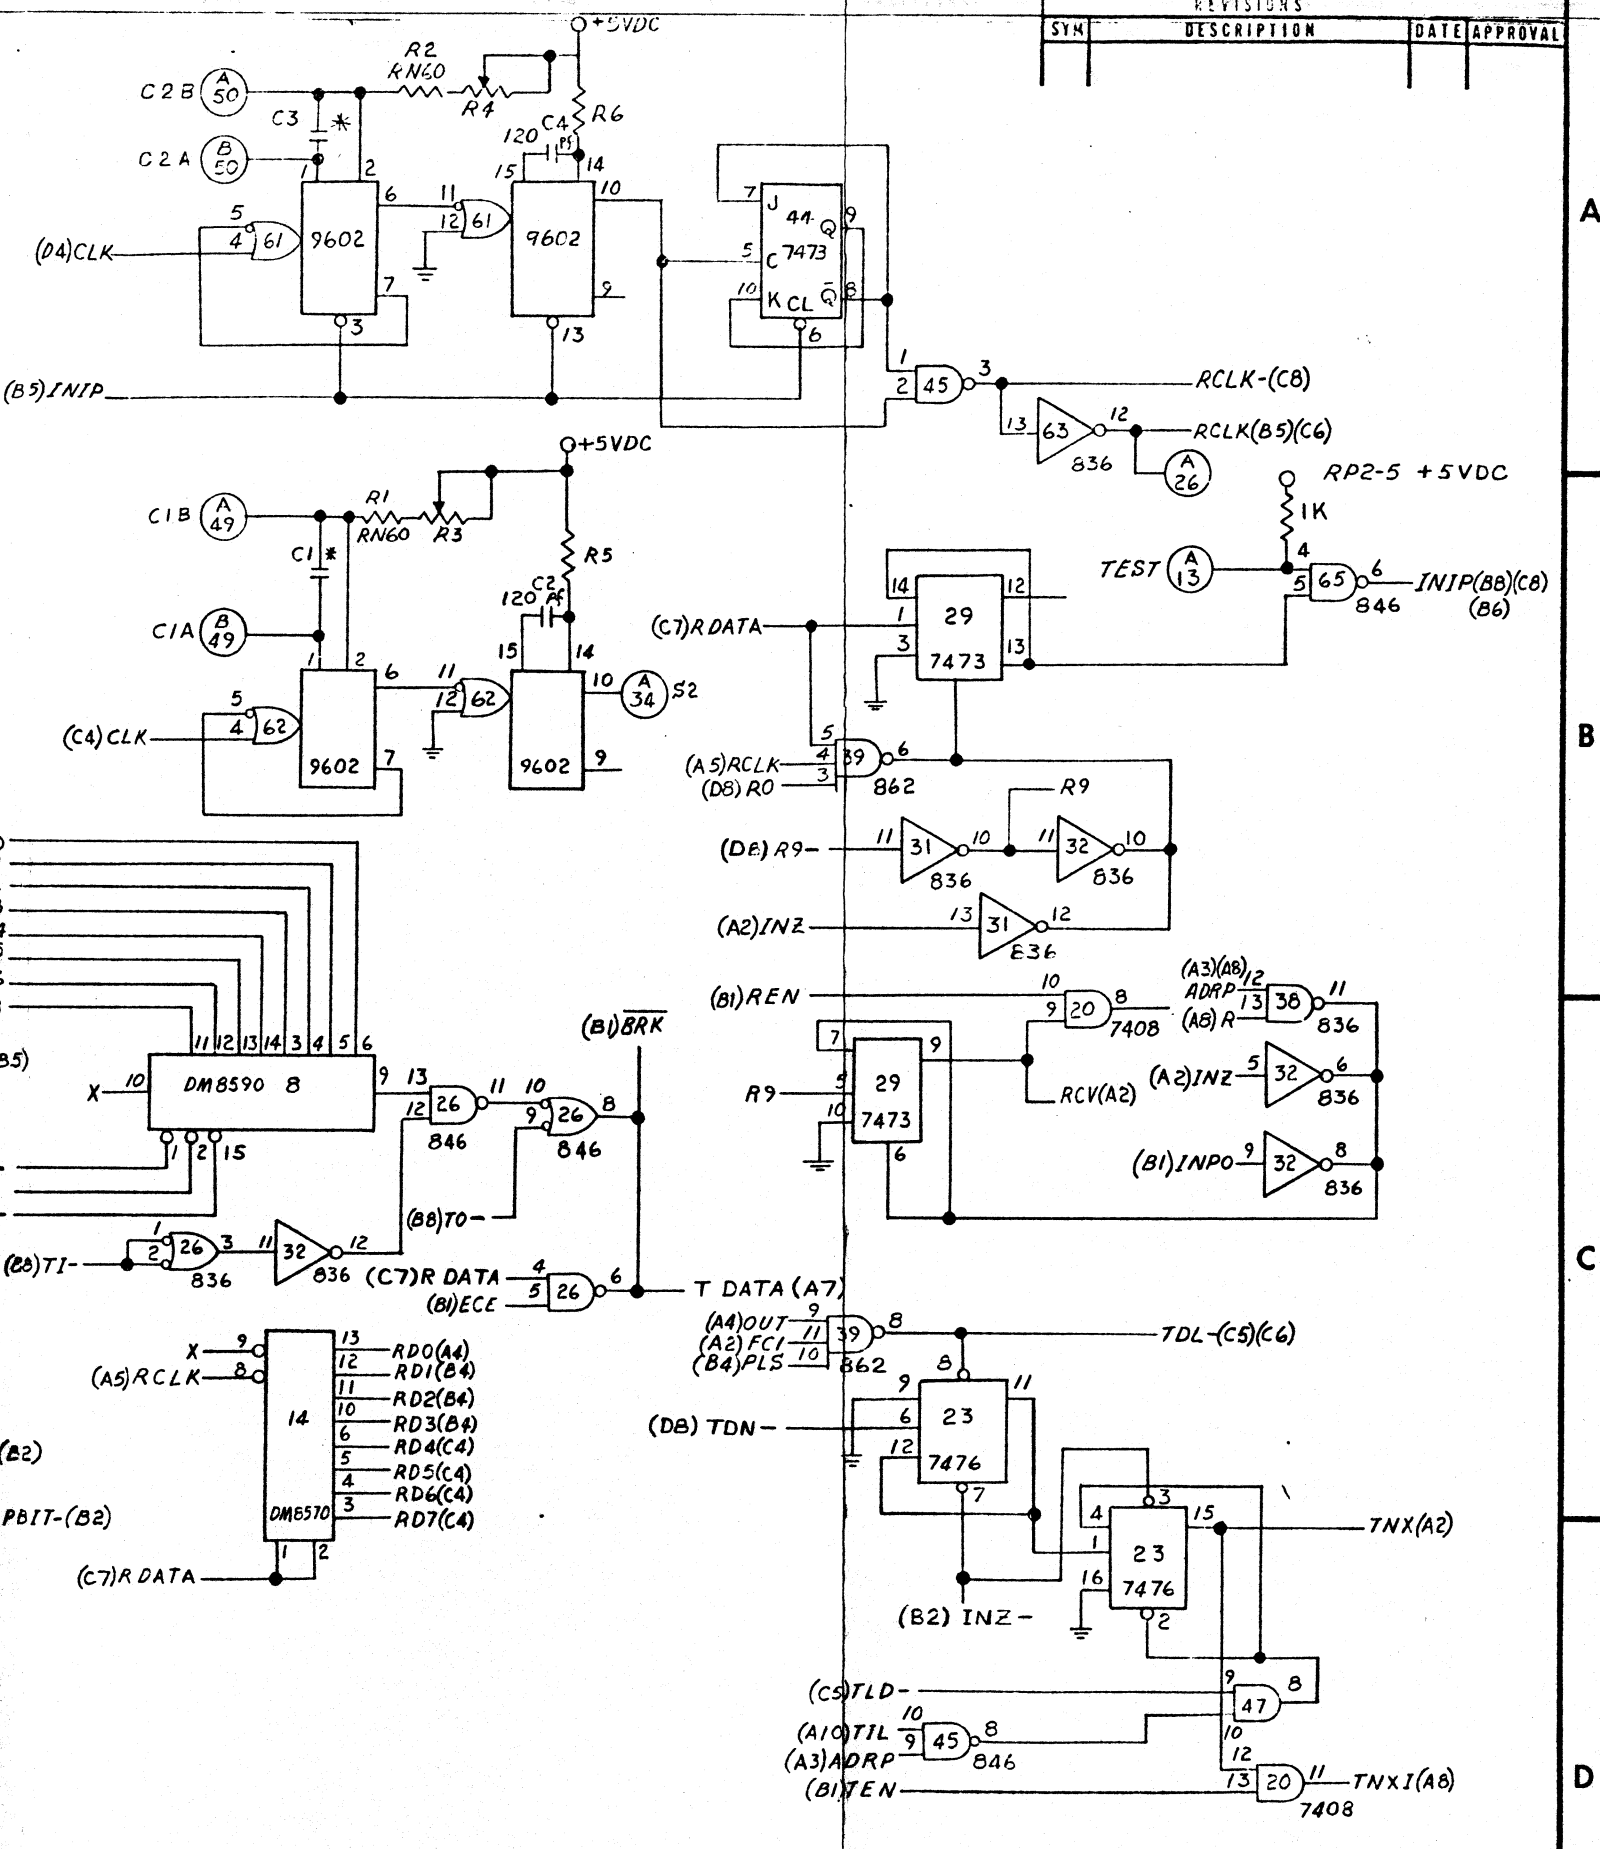 REVISIONS
SYM DESCRIPTION DATE APPROVAL
+5VDC
R2
RN60
C2B A 50
R4
R6
C3 *
120 C4 Pf
C2A B 50
1 2 15 14
6 11 10
5
4 61 9602 12 61 9602
(D4)CLK
7 9
3 13
7 J 44 Q 9
5 C 7473
10 K CL Q̄ 8
6
(B5)INIP
1
2 45 3 RCLK-(C8)
13 63 12 RCLK(B5)(C6)
836
A 26
+5VDC
C1B A 49
R1
RN60 R3
R5
C1 *
120 C2 Pf
C1A B 49
1 2 15 14
6 11 10 A 34 S2
5
4 62 12 62
(C4)CLK
9602 7 9602 9
RP2-5 +5VDC
1K
TEST A 13
4
5 65 6 INIP(B8)(C8)
846 (B6)
14 12
29
(C7)RDATA 1
3 7473 13
5
(A5)RCLK 4 39 6
(D8)RO 3 862
R9
(D8)R9- 11 31 10 11 32 10
836 836
(A2)INZ 13 31 12
836
11 12 13 14 3 4 5 6
B5)
X 10 DM8590 8 9 13
12 26 11 10
9 26 8
846 846
1 2 15
(B1)BRK
(B8)TO-
(B8)TI- 1
2 26 3 11 32 12
836 836
(C7)RDATA 4
(B1)ECE 5 26 6 T DATA(A7)
(B1)REN 10
9 20 8
7408
(A3)(A8)
ADRP 12
(A8)R 13 38 11
836
7 9
R9 5 29
10 7473
6
RCV(A2)
(A2)INZ 5 32 6
836
(B1)INPO 9 32 8
836
X 9
(A5)RCLK 8
14
DM8570
13 RD0(A4)
12 RD1(B4)
11 RD2(B4)
10 RD3(B4)
6 RD4(C4)
5 RD5(C4)
4 RD6(C4)
3 RD7(C4)
1 2
(C7)RDATA
(B2)
PBIT-(B2)
(A4)OUT 9
(A2)FCI 11 39 8 TDL-(C5)(C6)
(B4)PLS 10 862
8
9 11
(D8)TDN- 6 23
12 7476
7
(B2)INZ-
3
4 15 TNX(A2)
1 23
16 7476
2
(C5)TLD- 9
47 8
10
(A10)TIL 10
(A3)ADRP 9 45 8
846
12
(B1)TEN 13 20 11 TNXI(A8)
7408
A
B
C
D